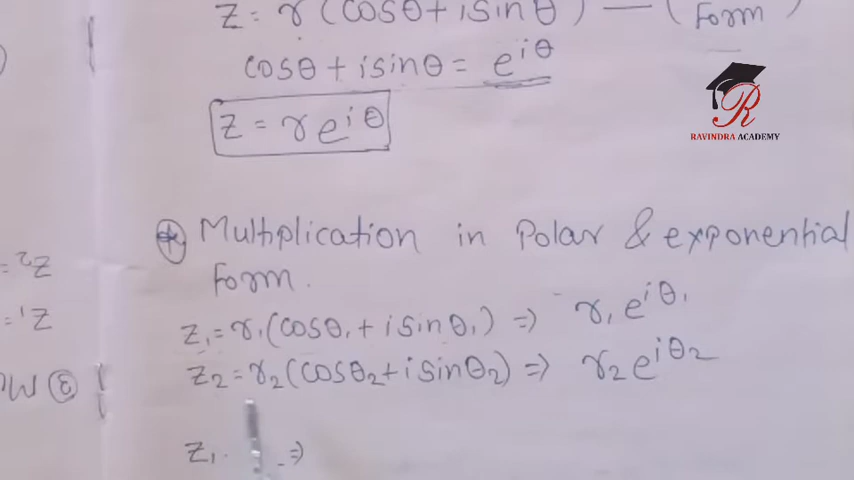 z = r (cosθ + i sinθ) — ( Form )
cosθ + i sinθ = e^{iθ}
z = r e^{iθ}
RAVINDRA ACADEMY
Multiplication in Polar & exponential
Form.
z₁ = r₁(cosθ₁ + i sinθ₁) ⇒ r₁ e^{iθ₁}
z₂ = r₂(cosθ₂ + i sinθ₂) ⇒ r₂ e^{iθ₂}
z₁. ⇒